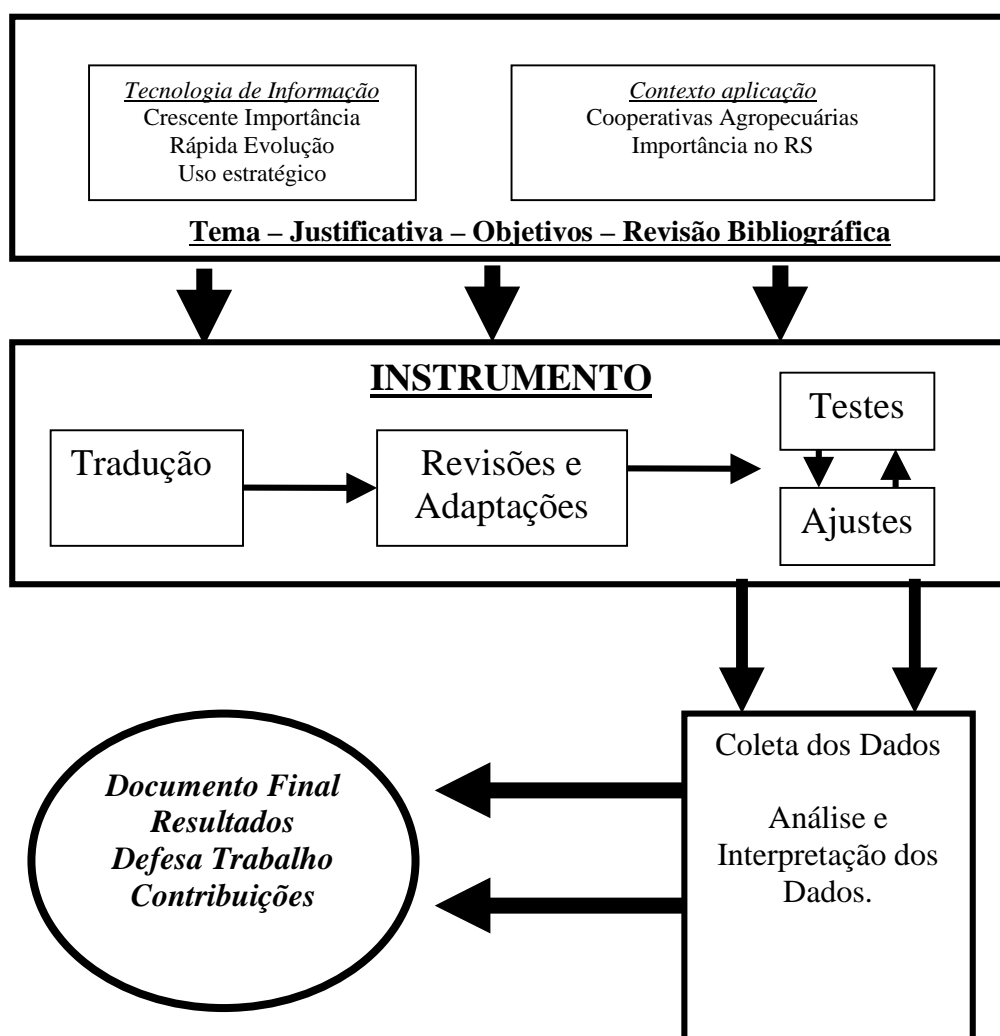 Tecnologia de Informação
Crescente Importância
Rápida Evolução
Uso estratégico
Contexto aplicação
Cooperativas Agropecuárias
Importância no RS
Tema – Justificativa – Objetivos – Revisão Bibliográfica
INSTRUMENTO
Tradução
Revisões e
Adaptações
Testes
Ajustes
Coleta dos Dados
Análise e
Interpretação dos
Dados.
Documento Final
Resultados
Defesa Trabalho
Contribuições